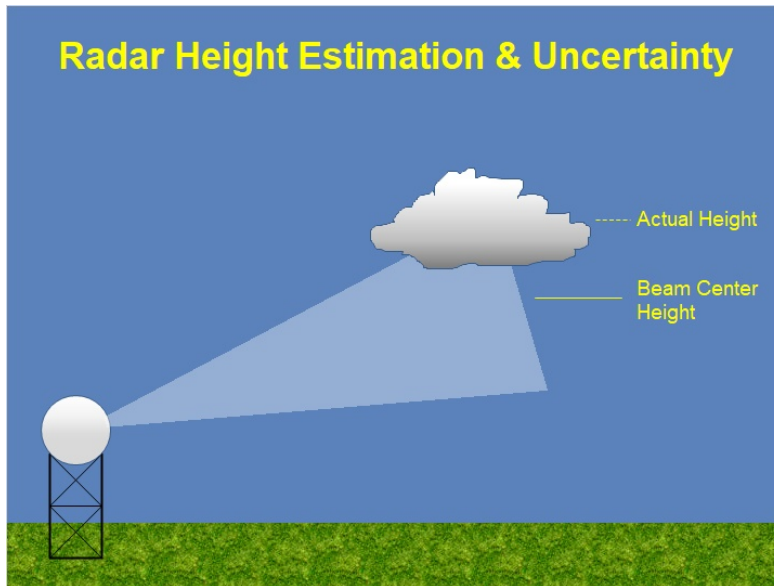 Radar Height Estimation & Uncertainty
Actual Height
Beam Center
Height